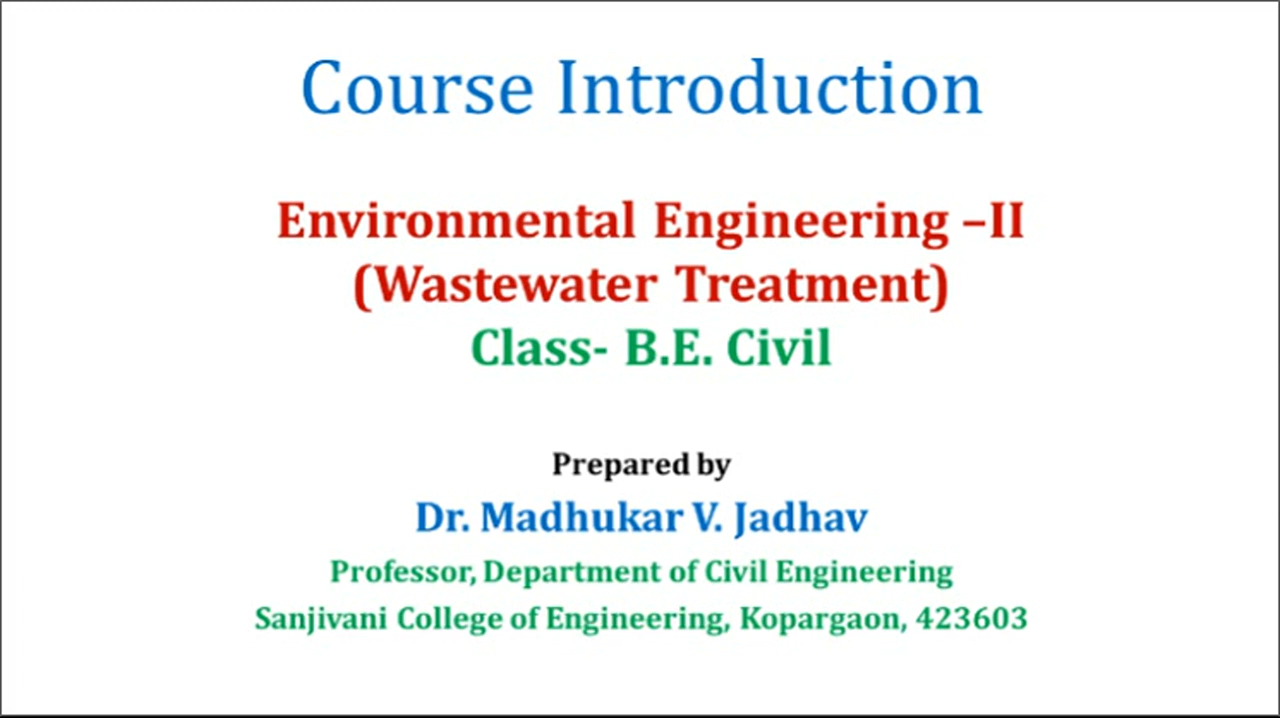 Course Introduction
Environmental Engineering –II
(Wastewater Treatment)
Class- B.E. Civil
Prepared by
Dr. Madhukar V. Jadhav
Professor, Department of Civil Engineering
Sanjivani College of Engineering, Kopargaon, 423603